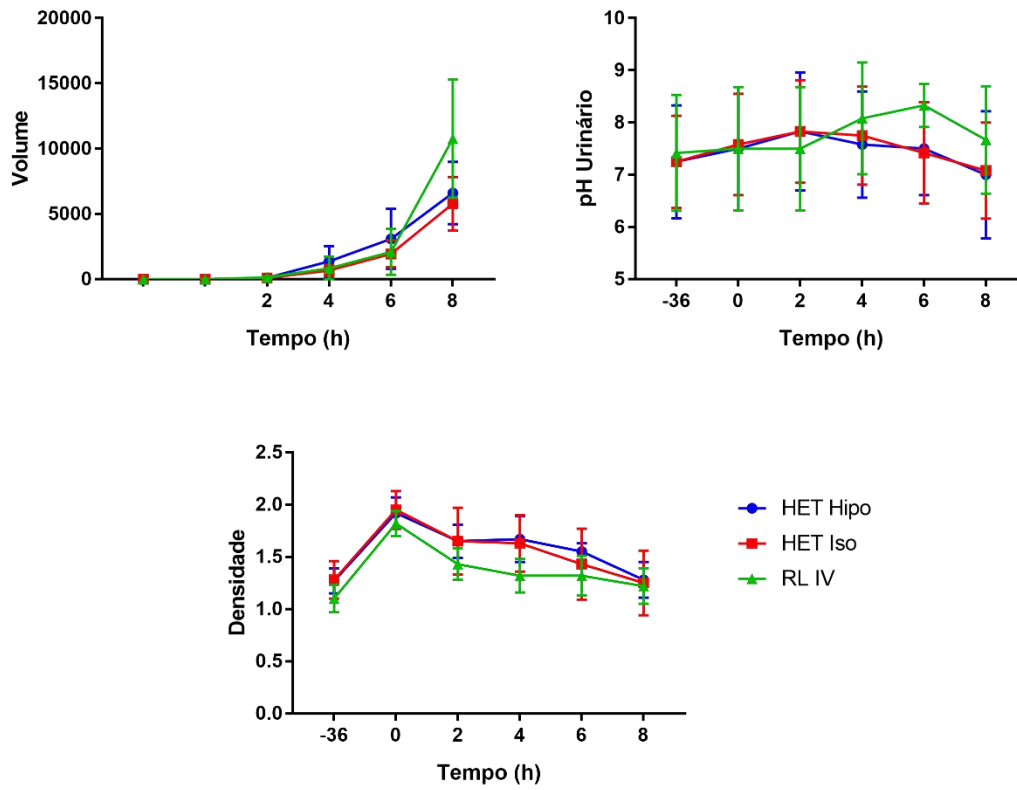 20000
15000
10000
5000
0
Volume
2 4 6 8
Tempo (h)
10
9
8
7
6
5
pH Urinário
-36 0 2 4 6 8
Tempo (h)
2.5
2.0
1.5
1.0
0.5
0.0
Densidade
-36 0 2 4 6 8
Tempo (h)
HET Hipo
HET Iso
RL IV